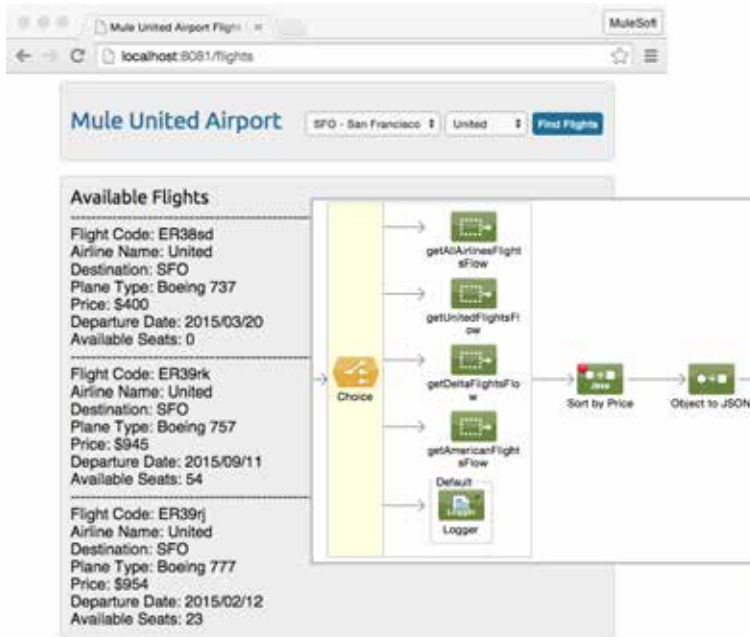 Mule United Airport Flight
MuleSoft
localhost:8081/flights
Mule United Airport
SFO - San Francisco
United
Find Flights
Available Flights
Flight Code: ER38sd
Airline Name: United
Destination: SFO
Plane Type: Boeing 737
Price: $400
Departure Date: 2015/03/20
Available Seats: 0
Flight Code: ER39rk
Airline Name: United
Destination: SFO
Plane Type: Boeing 757
Price: $945
Departure Date: 2015/09/11
Available Seats: 54
Flight Code: ER39rj
Airline Name: United
Destination: SFO
Plane Type: Boeing 777
Price: $954
Departure Date: 2015/02/12
Available Seats: 23
Choice
getAllAirlinesFlight
sFlow
getUnitedFlightsFl
ow
getDeltaFlightsFlo
w
getAmericanFlight
sFlow
Default
Logger
Logger
Java
Sort by Price
Object to JSON